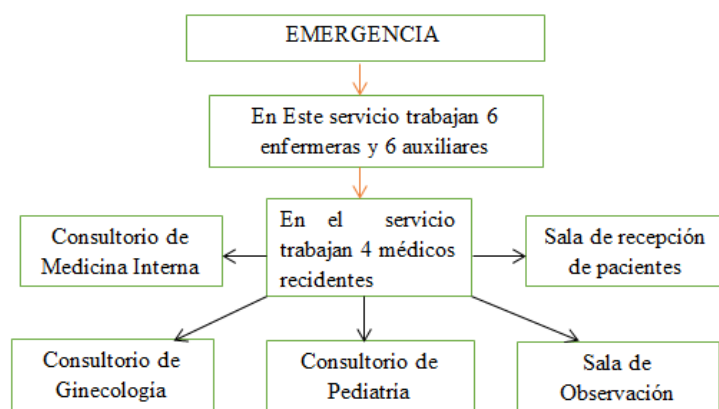 EMERGENCIA
En Este servicio trabajan 6
enfermeras y 6 auxiliares
En el servicio
trabajan 4 médicos
recidentes
Consultorio de
Medicina Interna
Sala de recepción
de pacientes
Consultorio de
Ginecología
Consultorio de
Pediatría
Sala de
Observación